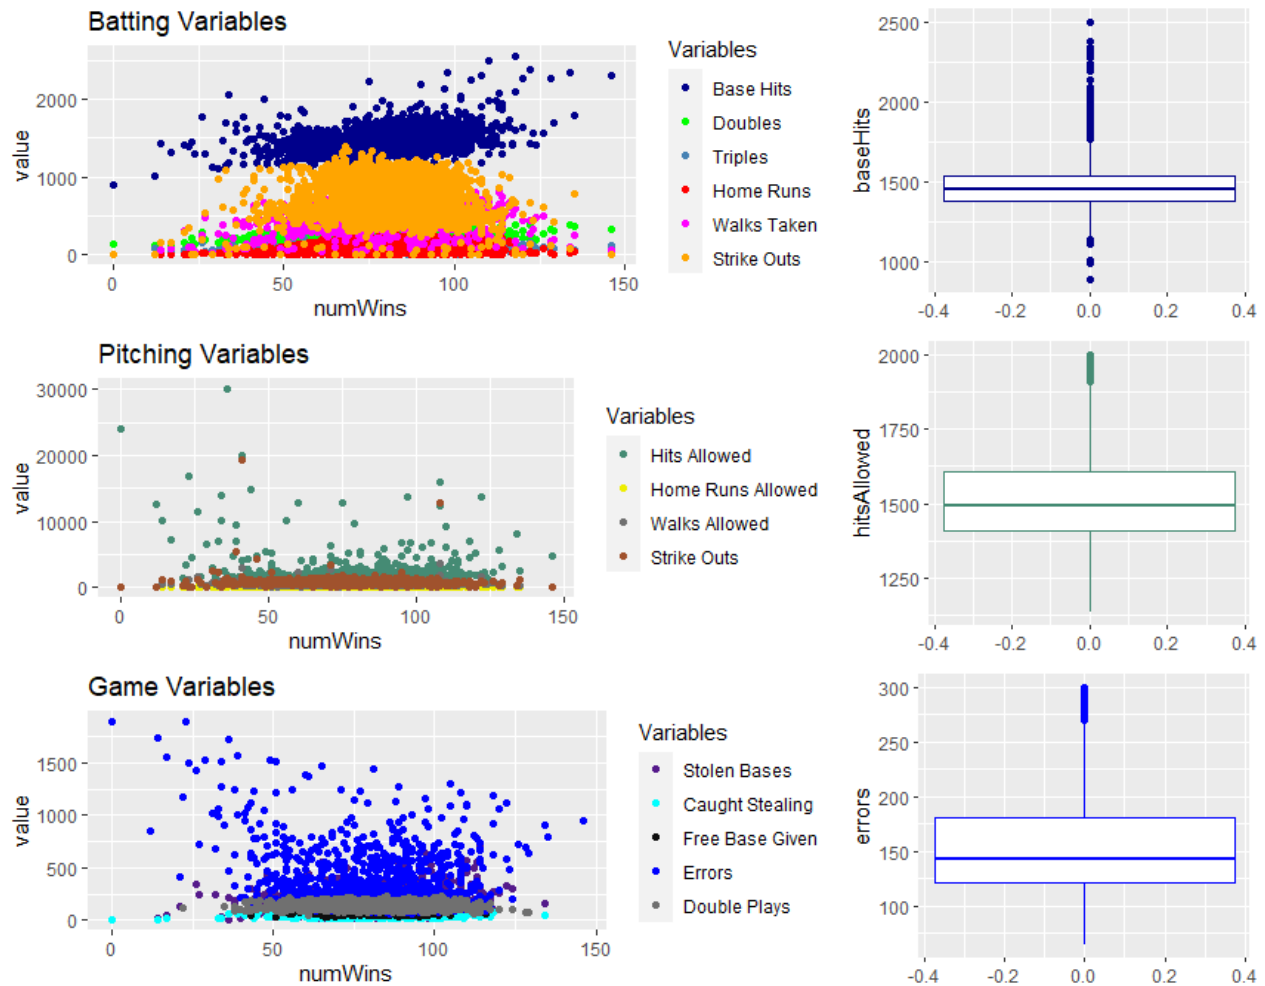 Batting Variables
value
2000
1000
0
0
50
100
150
numWins
Variables
Base Hits
Doubles
Triples
Home Runs
Walks Taken
Strike Outs
baseHits
2500
2000
1500
1000
-0.4
-0.2
0.0
0.2
0.4
Pitching Variables
value
30000
20000
10000
0
0
50
100
150
numWins
Variables
Hits Allowed
Home Runs Allowed
Walks Allowed
Strike Outs
hitsAllowed
2000
1750
1500
1250
-0.4
-0.2
0.0
0.2
0.4
Game Variables
value
1500
1000
500
0
0
50
100
150
numWins
Variables
Stolen Bases
Caught Stealing
Free Base Given
Errors
Double Plays
errors
300
250
200
150
100
-0.4
-0.2
0.0
0.2
0.4